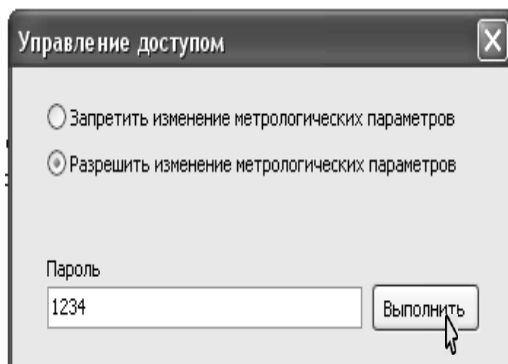 Управление доступом
Запретить изменение метрологических параметров
Разрешить изменение метрологических параметров
Пароль
1234
Выполнить